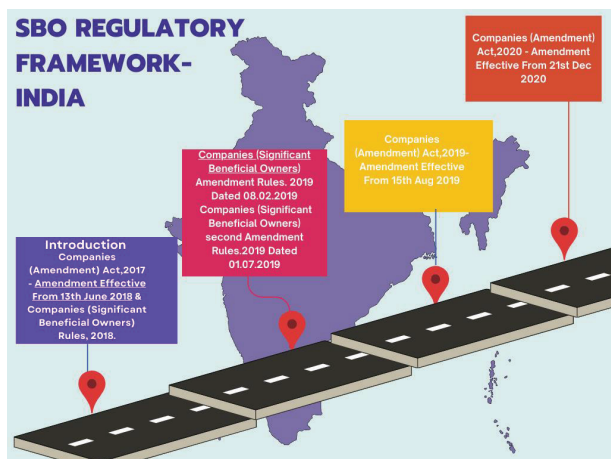 SBO REGULATORY
FRAMEWORK-
INDIA
Introduction
Companies
(Amendment) Act,2017
- Amendment Effective
From 13th June 2018 &
Companies (Significant
Beneficial Owners)
Rules, 2018.
Companies (Significant
Beneficial Owners)
Amendment Rules. 2019
Dated 08.02.2019
Companies (Significant
Beneficial Owners)
second Amendment
Rules.2019 Dated
01.07.2019
Companies
(Amendment) Act,2019-
Amendment Effective
From 15th Aug 2019
Companies (Amendment)
Act,2020 - Amendment
Effective From 21st Dec
2020